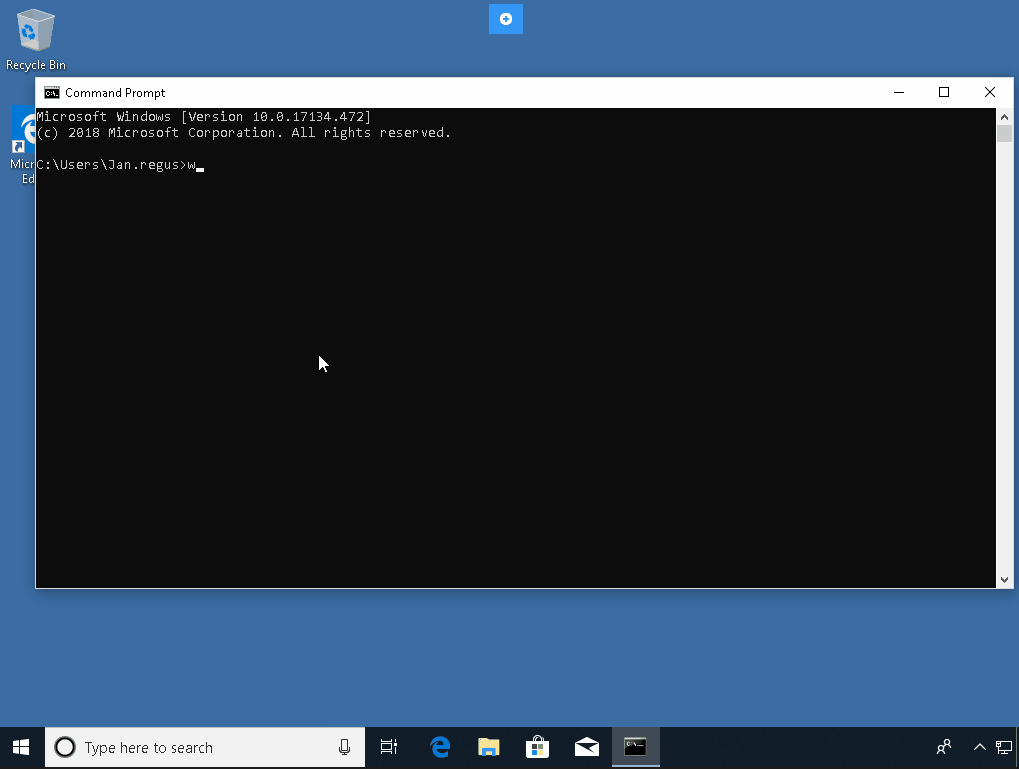 Recycle Bin
Command Prompt
Microsoft Windows [Version 10.0.17134.472]
(c) 2018 Microsoft Corporation. All rights reserved.
C:\Users\Jan.regus>w
Micr
Ed
Type here to search